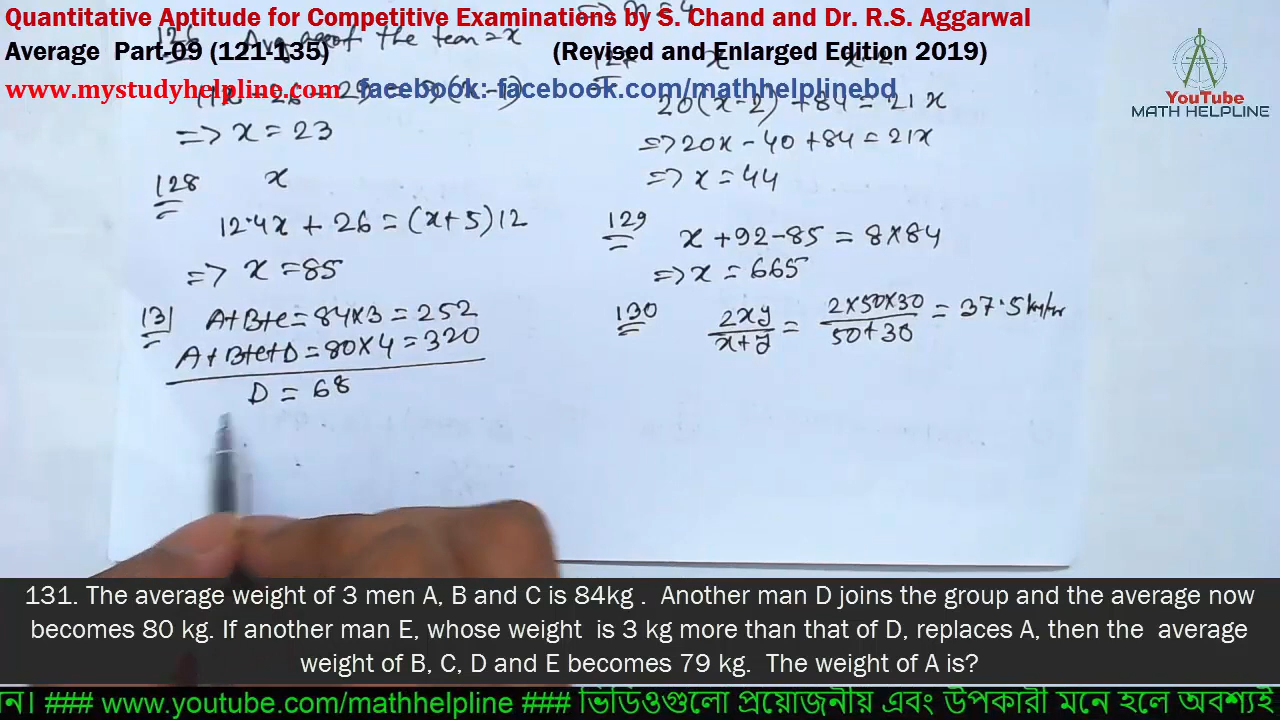 Quantitative Aptitude for Competitive Examinations by S. Chand and Dr. R.S. Aggarwal
Average Part-09 (121-135) (Revised and Enlarged Edition 2019)
www.mystudyhelpline.com facebook: facebook.com/mathhelplinebd
YouTube
MATH HELPLINE
the team = x
=> x = 23
128 x
12.4x + 26 = (x+5)12
=> x = 85
131 A+B+C = 84×3 = 252
A+B+C+D = 80×4 = 320
D = 68
20(x-2) + 84 = 21x
=> 20x - 40 + 84 = 21x
=> x = 44
129 x + 92 - 85 = 8×84
=> x = 665
130 2xy/x+y = 2×50×30/50+30 = 37.5 km/hr
131. The average weight of 3 men A, B and C is 84kg . Another man D joins the group and the average now
becomes 80 kg. If another man E, whose weight is 3 kg more than that of D, replaces A, then the average
weight of B, C, D and E becomes 79 kg. The weight of A is?
### www.youtube.com/mathhelpline ### ভিডিওগুলো প্রয়োজনীয় এবং উপকারী মনে হলে অবশ্যই